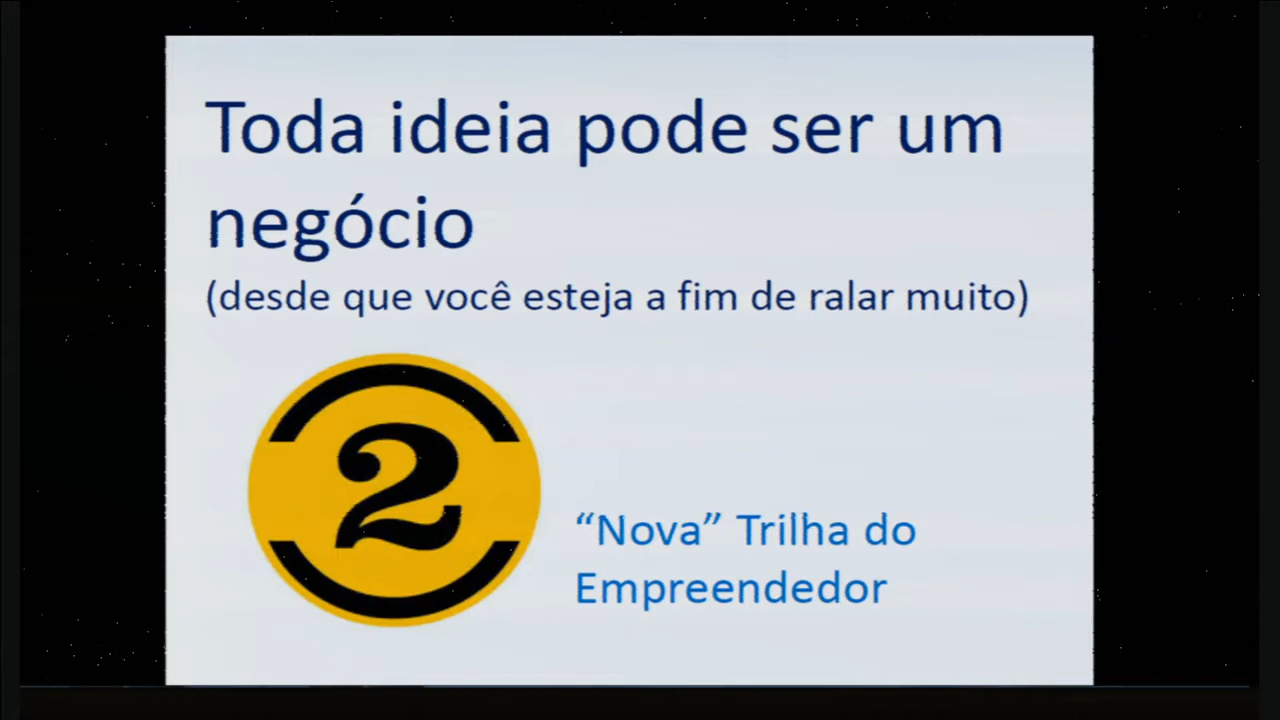 Toda ideia pode ser um
negócio
(desde que você esteja a fim de ralar muito)
2
“Nova” Trilha do
Empreendedor